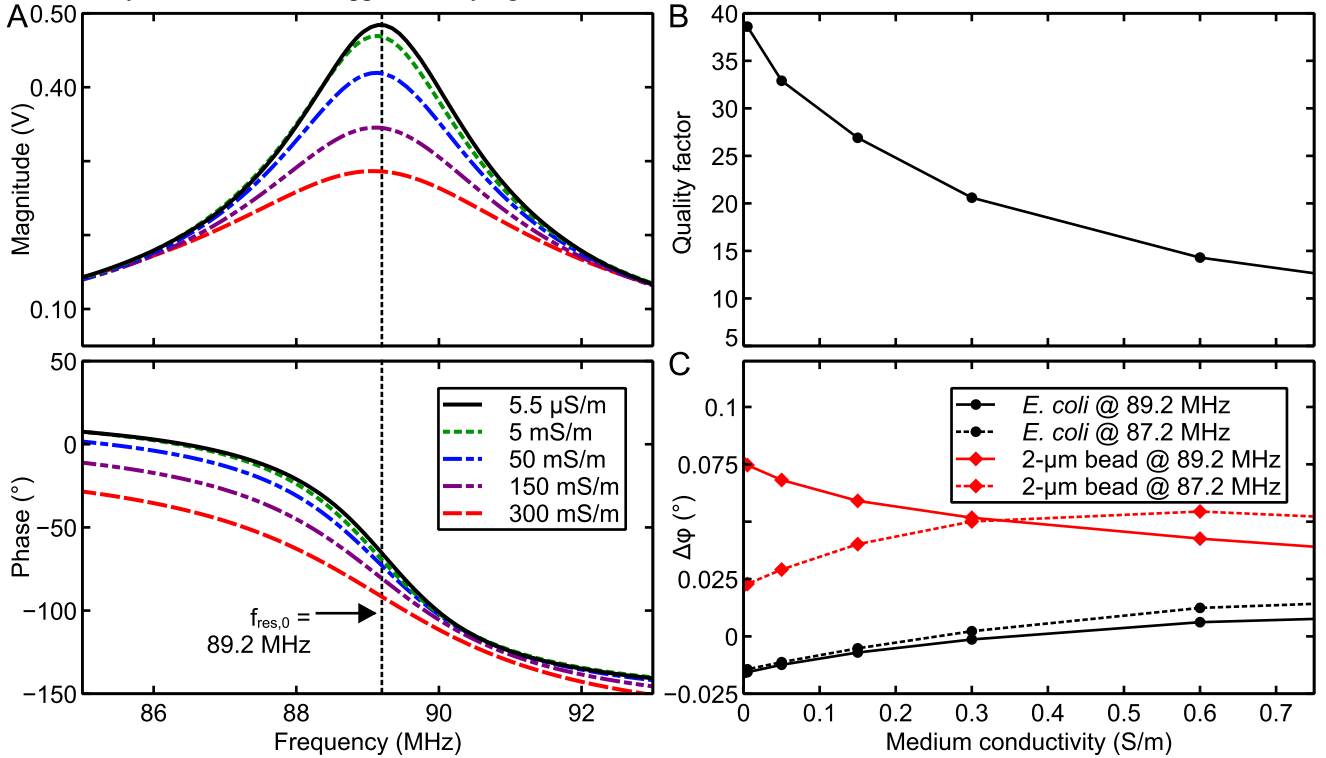 A
0.50
0.40
0.10
Magnitude (V)
50
0
−50
−100
−150
Phase (°)
5.5 µS/m
5 mS/m
50 mS/m
150 mS/m
300 mS/m
fres,0 =
89.2 MHz
86 88 90 92
Frequency (MHz)
B
40
35
30
25
20
15
10
5
Quality factor
C
0.1
0.075
0.025
0
−0.025
Δφ (°)
E. coli @ 89.2 MHz
E. coli @ 87.2 MHz
2-µm bead @ 89.2 MHz
2-µm bead @ 87.2 MHz
0 0.1 0.2 0.3 0.4 0.5 0.6 0.7
Medium conductivity (S/m)